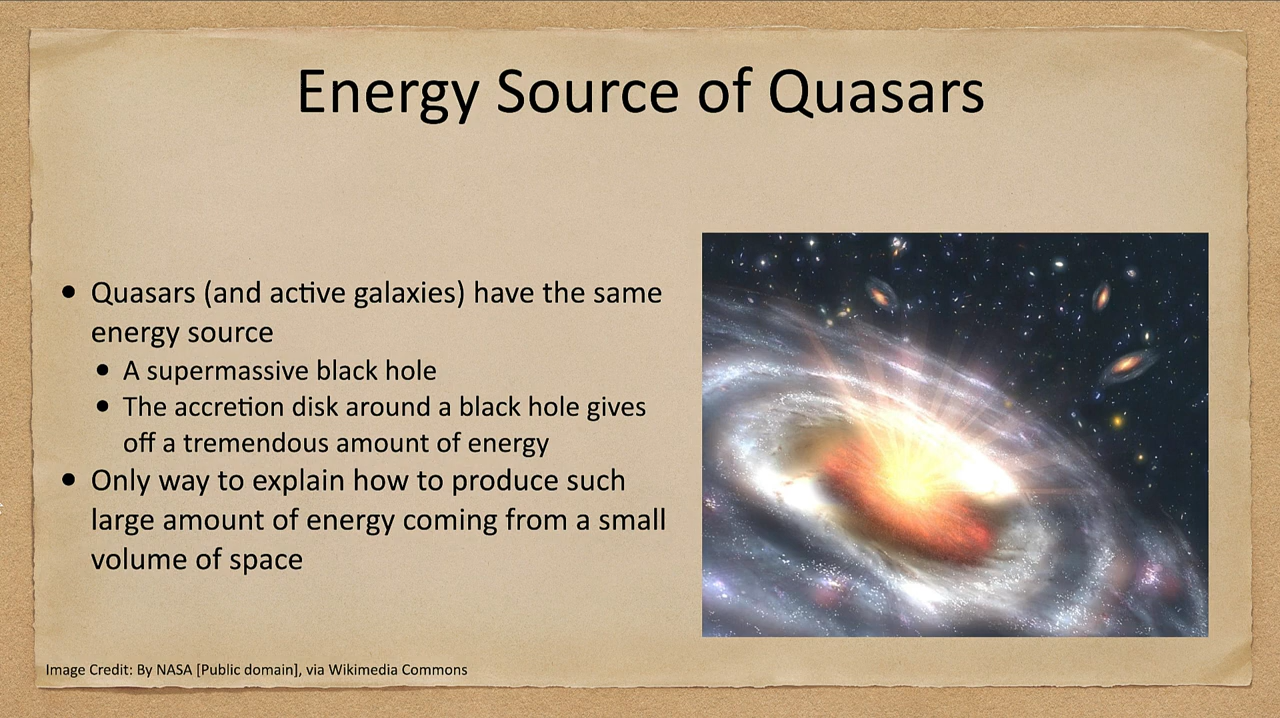 Energy Source of Quasars
• Quasars (and active galaxies) have the same
energy source
• A supermassive black hole
• The accretion disk around a black hole gives
off a tremendous amount of energy
• Only way to explain how to produce such
large amount of energy coming from a small
volume of space
Image Credit: By NASA [Public domain], via Wikimedia Commons